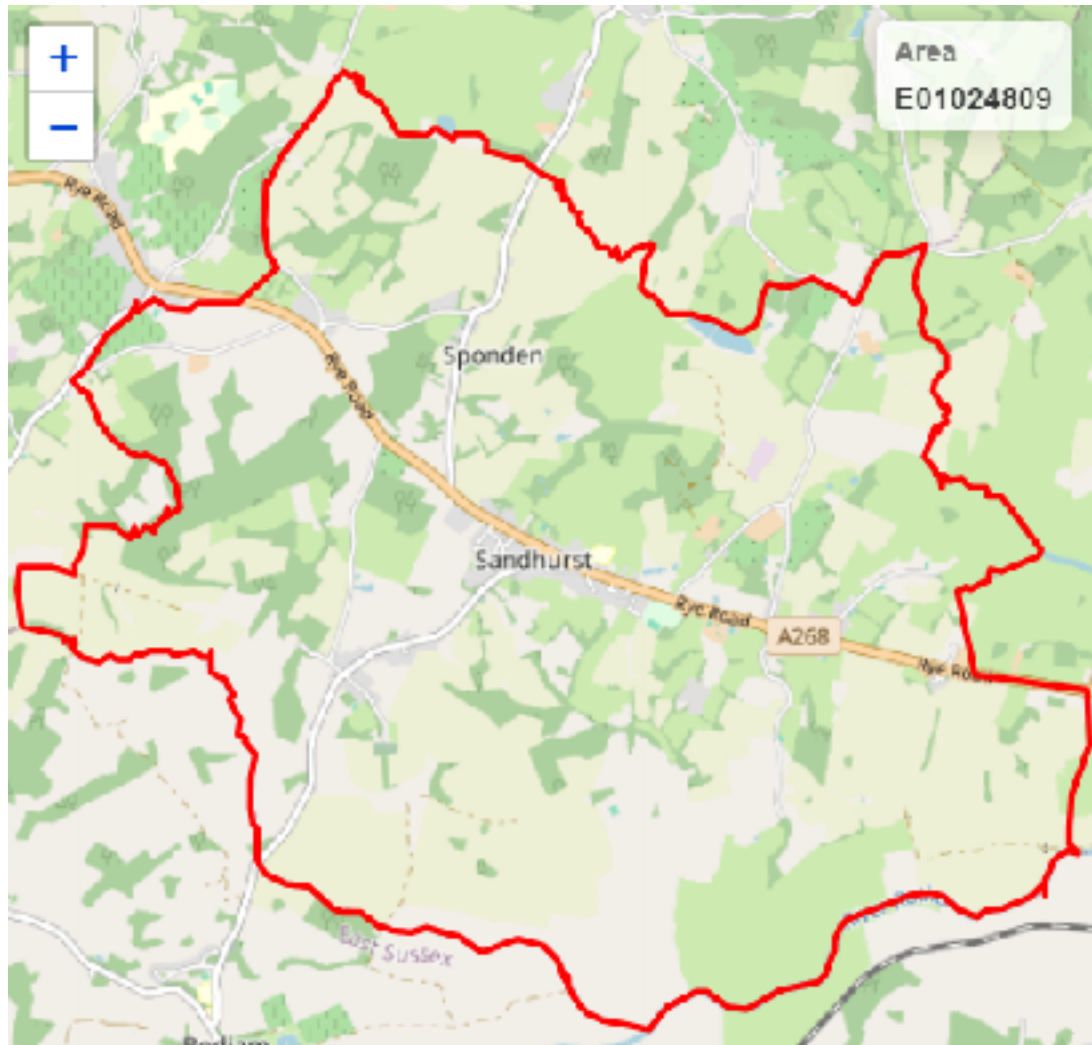 +
−
Area
E01024809
Rye Road
Rye Road
Sponden
Sandhurst
Rye Road
A268
Rye Road
East Sussex